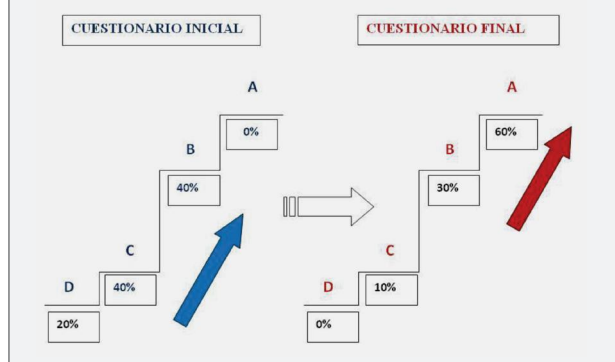 CUESTIONARIO INICIAL
A
0%
B
40%
C
40%
D
20%
CUESTIONARIO FINAL
A
60%
B
30%
C
10%
D
0%